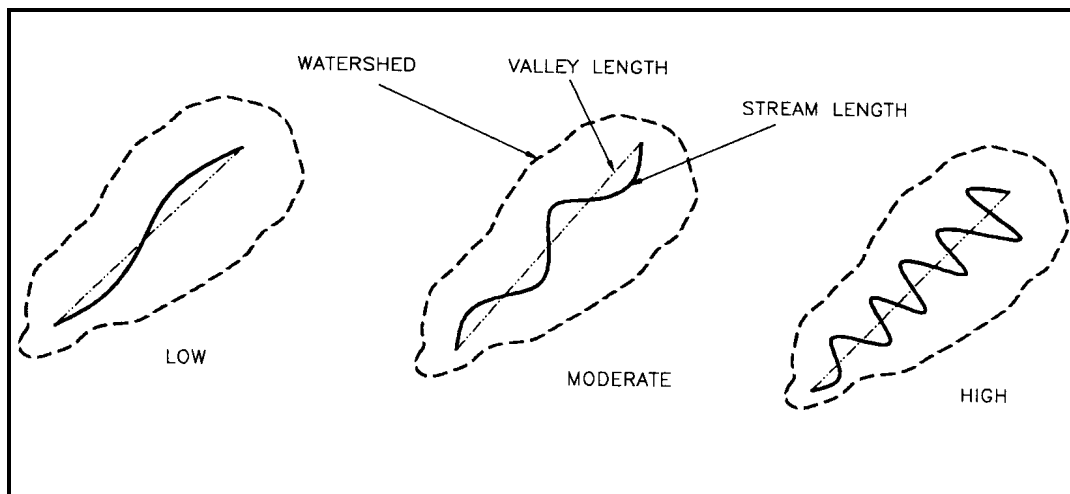 WATERSHED
VALLEY LENGTH
STREAM LENGTH
LOW
MODERATE
HIGH